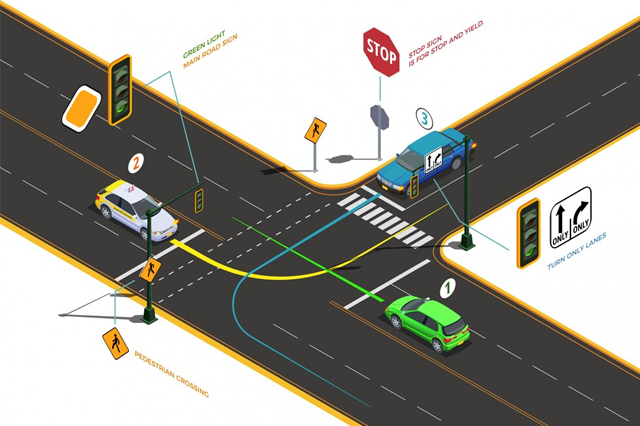 GREEN LIGHT
MAIN ROAD SIGN
STOP
STOP SIGN
IS FOR STOP AND YIELD
3
2
ONLY ONLY
TURN ONLY LANES
1
PEDESTRIAN CROSSING